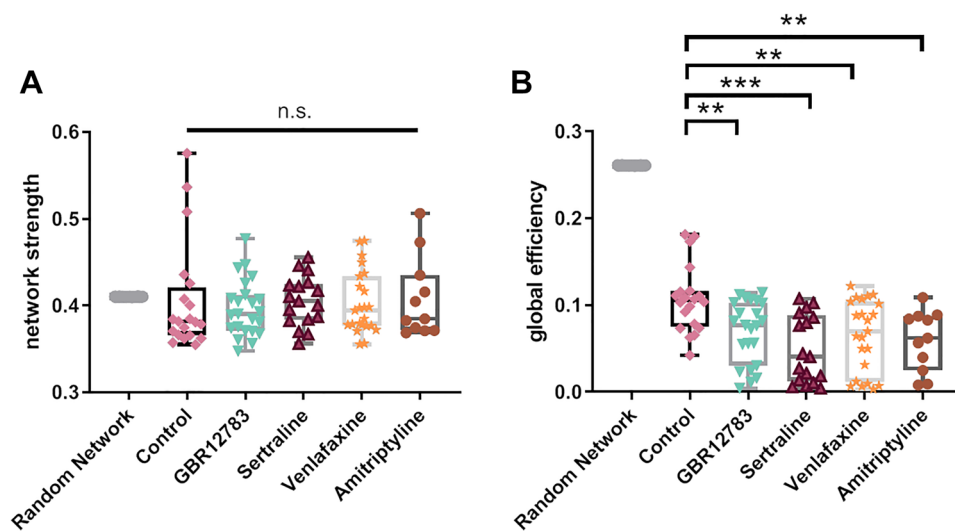 A
n.s.
network strength
0.6
0.5
0.4
0.3
Random Network
Control
GBR12783
Sertraline
Venlafaxine
Amitriptyline
B
**
**
***
**
global efficiency
0.3
0.2
0.1
0.0
Random Network
Control
GBR12783
Sertraline
Venlafaxine
Amitriptyline